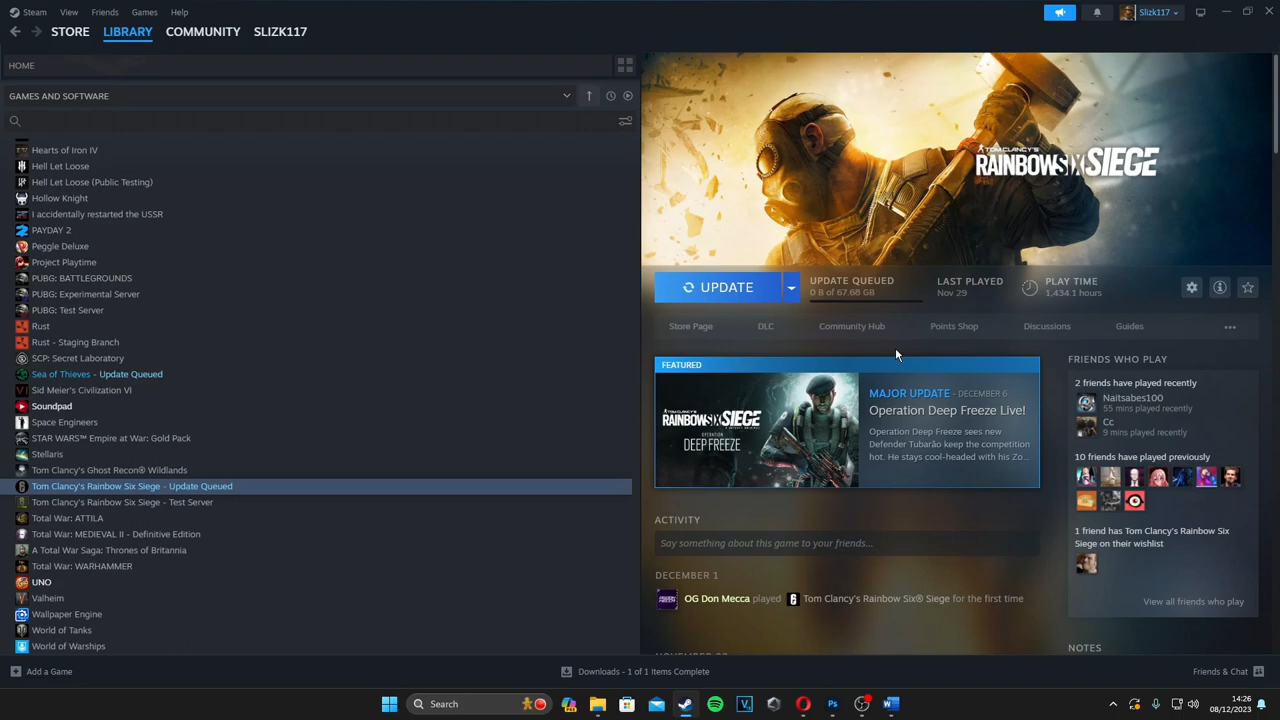 Steam View Friends Games Help
Slizk117
STORE LIBRARY COMMUNITY SLIZK117
HOME
GAMES AND SOFTWARE
Hearts of Iron IV
Hell Let Loose
Hell Let Loose (Public Testing)
Hollow Knight
I accidentally restarted the USSR
PAYDAY 2
Peggle Deluxe
Project Playtime
PUBG: BATTLEGROUNDS
PUBG: Experimental Server
PUBG: Test Server
Rust
Rust - Staging Branch
SCP: Secret Laboratory
Sea of Thieves - Update Queued
Sid Meier's Civilization VI
Soundpad
Space Engineers
STAR WARS™ Empire at War: Gold Pack
Stellaris
Tom Clancy's Ghost Recon® Wildlands
Tom Clancy's Rainbow Six Siege - Update Queued
Tom Clancy's Rainbow Six Siege - Test Server
Total War: ATTILA
Total War: MEDIEVAL II - Definitive Edition
A Total War Saga: Thrones of Britannia
Total War: WARHAMMER
UNO
Valheim
Wallpaper Engine
World of Tanks
World of Warships
TOM CLANCY'S
RAINBOWSIX SIEGE
UPDATE
UPDATE QUEUED
0 B of 67.68 GB
LAST PLAYED
Nov 29
PLAY TIME
1,434.1 hours
Store Page DLC Community Hub Points Shop Discussions Guides
FEATURED
TOM CLANCY'S
RAINBOWSIX SIEGE
OPERATION
DEEP FREEZE
MAJOR UPDATE - DECEMBER 6
Operation Deep Freeze Live!
Operation Deep Freeze sees new
Defender Tubarão keep the competition
hot. He stays cool-headed with his Zo...
ACTIVITY
Say something about this game to your friends...
DECEMBER 1
OG Don Mecca played Tom Clancy's Rainbow Six® Siege for the first time
FRIENDS WHO PLAY
2 friends have played recently
Naitsabes100
55 mins played recently
Cc
9 mins played recently
10 friends have played previously
1 friend has Tom Clancy's Rainbow Six
Siege on their wishlist
View all friends who play
NOTES
Add a Game
Downloads - 1 of 1 Items Complete
Friends & Chat
Search
14:26
08/12/2023